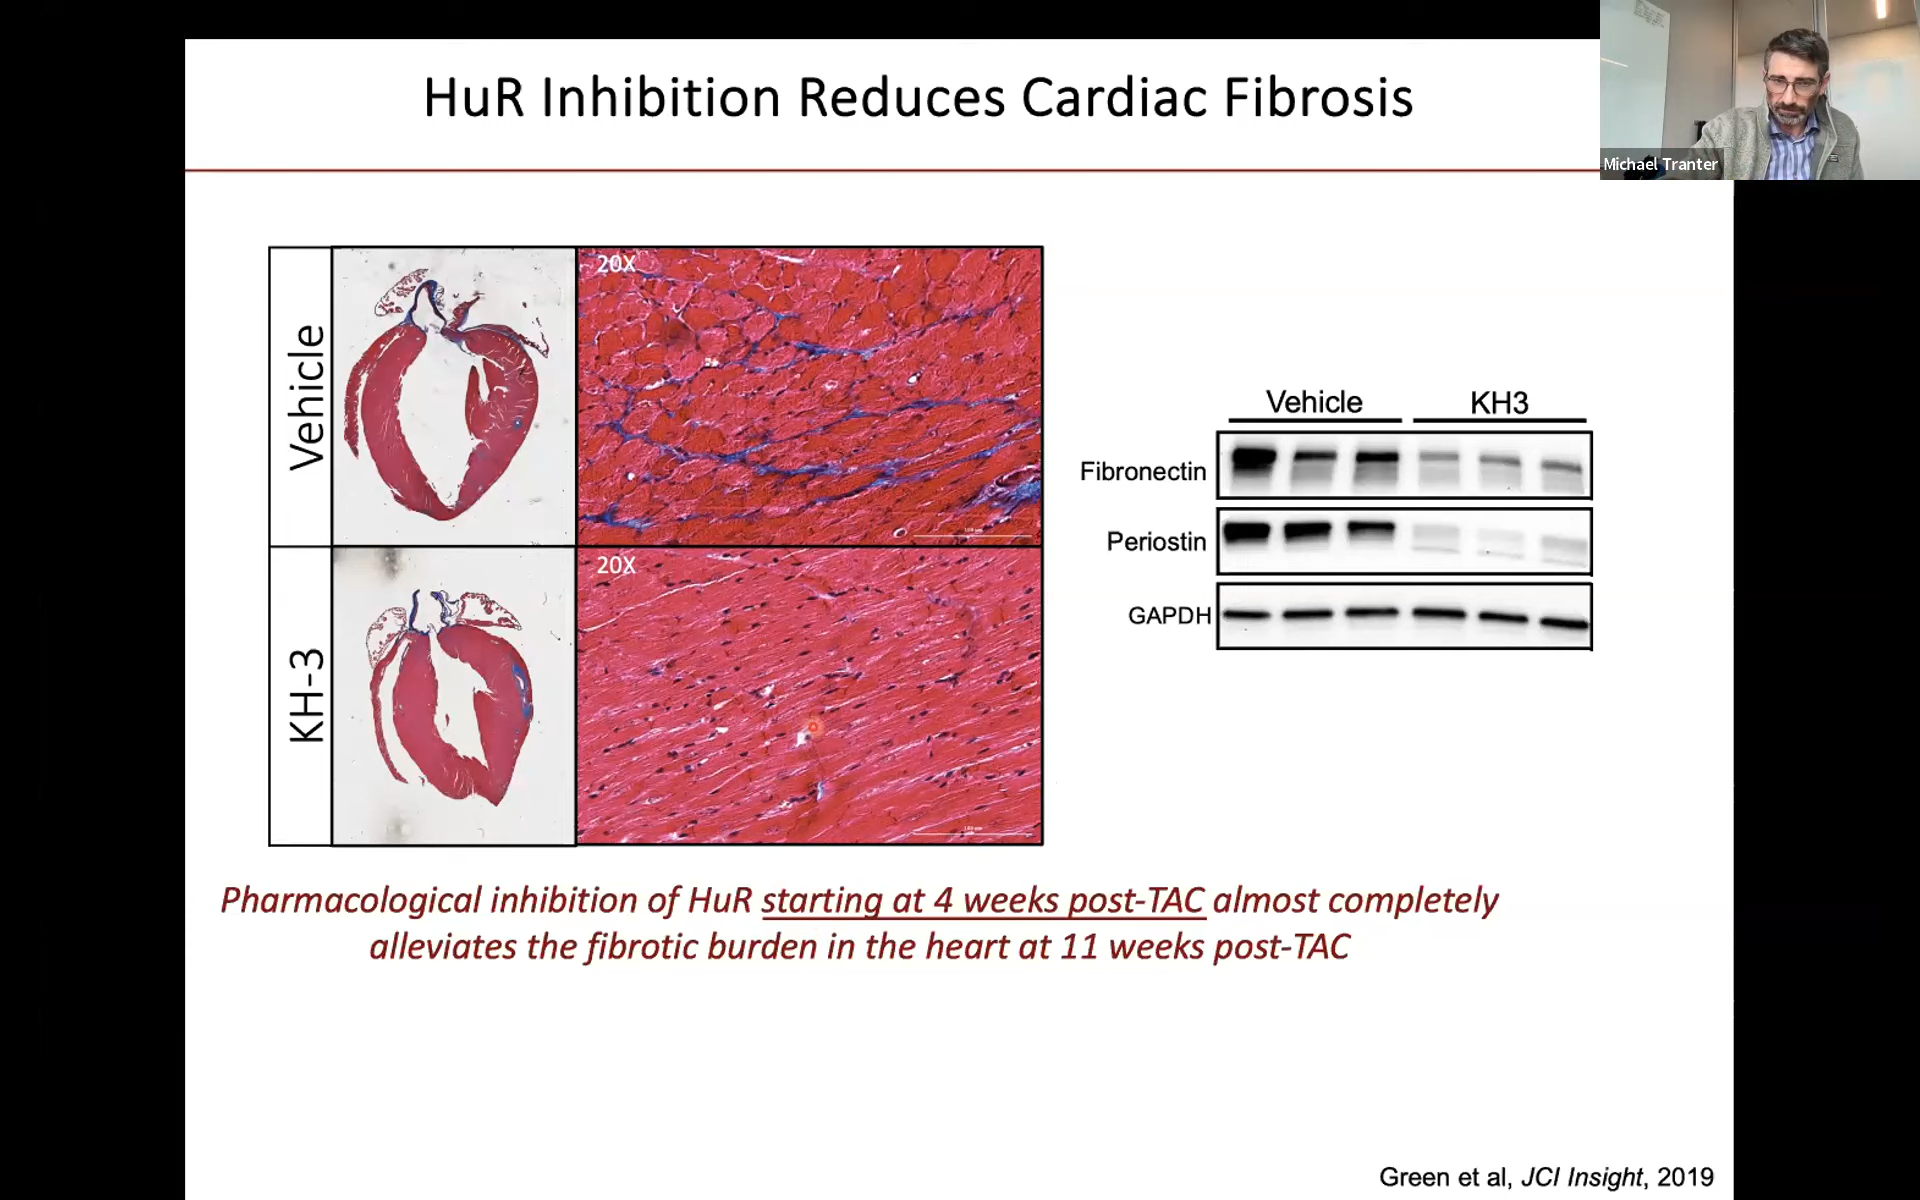 HuR Inhibition Reduces Cardiac Fibrosis
Michael Tranter
Vehicle
20X
KH-3
20X
Vehicle KH3
Fibronectin
Periostin
GAPDH
Pharmacological inhibition of HuR starting at 4 weeks post-TAC almost completely
alleviates the fibrotic burden in the heart at 11 weeks post-TAC
Green et al, JCI Insight, 2019